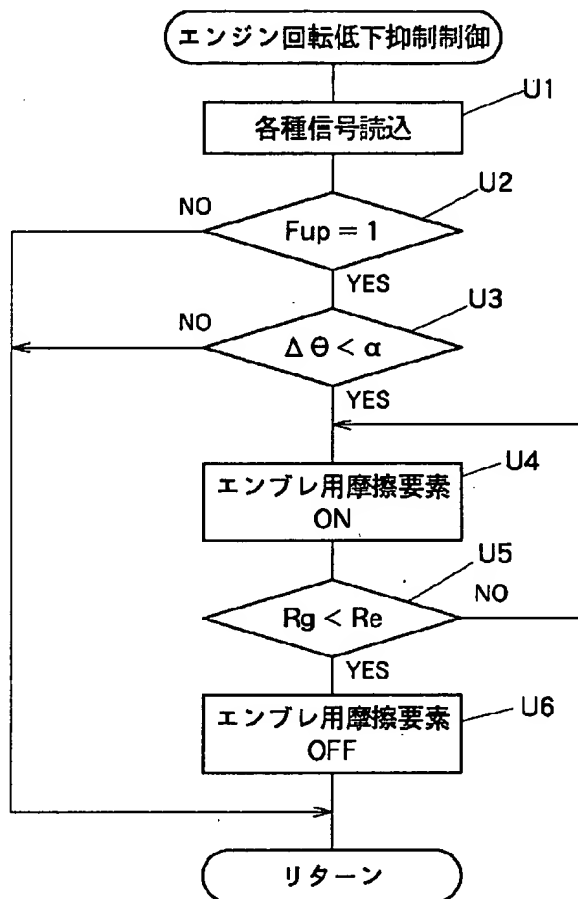 エンジン回転低下抑制制御
U1
各種信号読込
U2
NO
Fup = 1
YES
U3
NO
Δθ < α
YES
U4
エンブレ用摩擦要素
ON
U5
Rg < Re
NO
YES
U6
エンブレ用摩擦要素
OFF
リターン